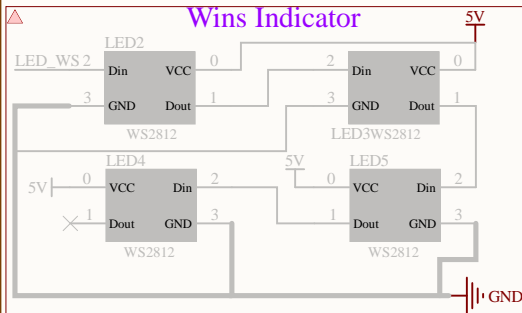 Wins Indicator
5V
LED2
LED_WS 2 Din VCC 0 2 Din VCC 0
3 GND Dout 1 3 GND Dout 1
WS2812 LED3WS2812
LED4 5V LED5
5V 0 VCC Din 2 0 VCC Din 2
1 Dout GND 3 1 Dout GND 3
WS2812 WS2812
GND